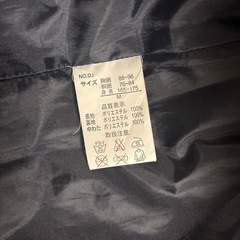 NO.DJ
サイズ 胸囲 88-96
胸囲 76-84
身長 165-175
M
品質表示
表地 ポリエステル 100%
裏地 ポリエステル 100%
中わた ポリエステル 100%
取扱注意